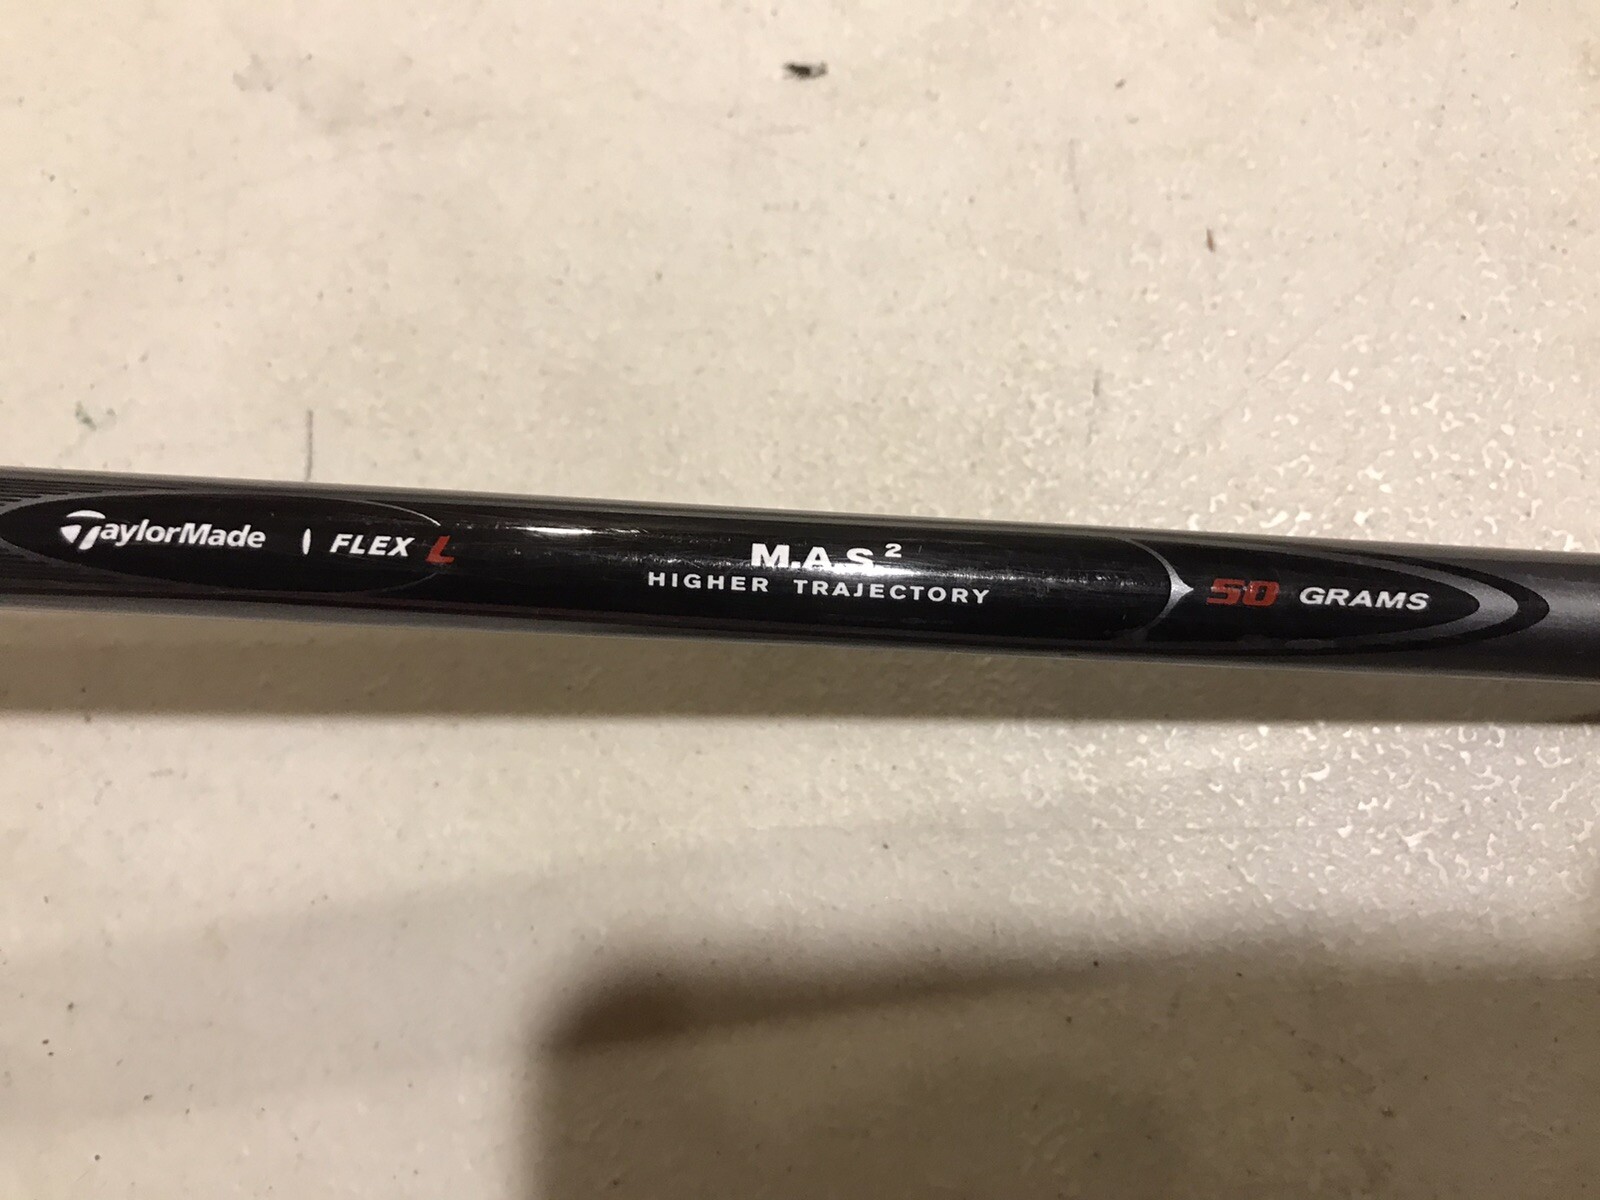 TaylorMade | FLEX L
M.A.S²
HIGHER TRAJECTORY
50 GRAMS